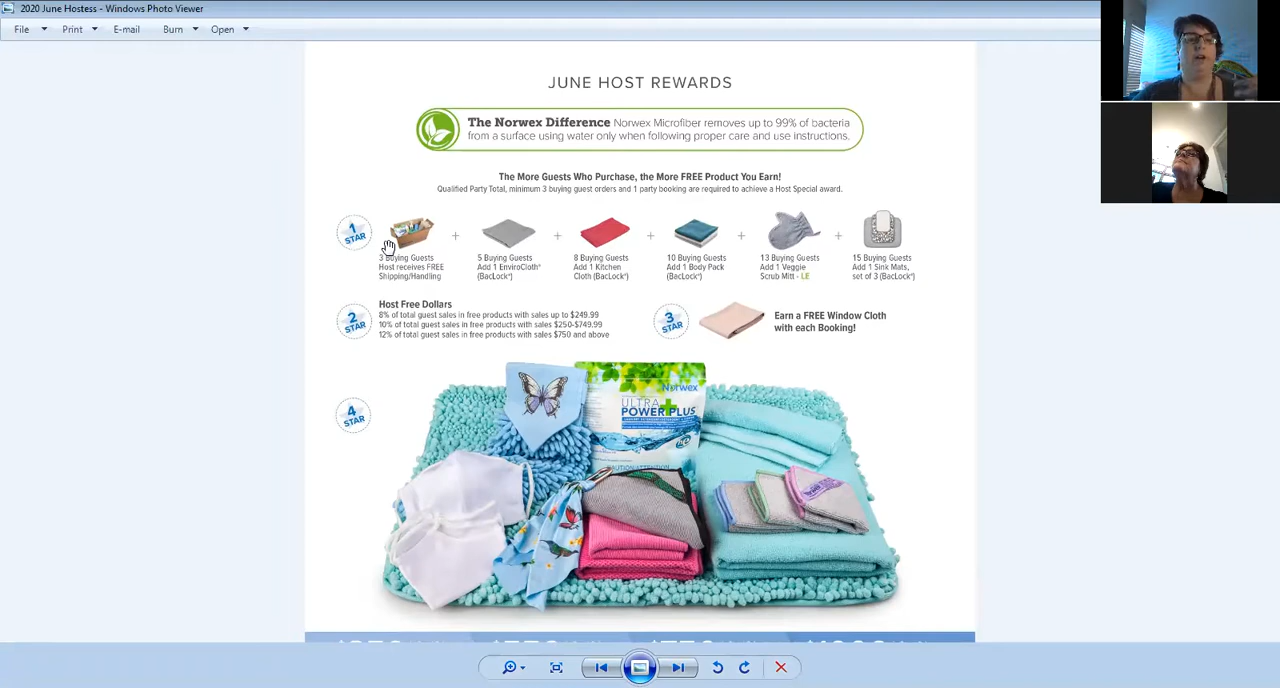 2020 June Hostess - Windows Photo Viewer
File Print E-mail Burn Open
JUNE HOST REWARDS
The Norwex Difference Norwex Microfiber removes up to 99% of bacteria
from a surface using water only when following proper care and use instructions.
The More Guests Who Purchase, the More FREE Product You Earn!
Qualified Party Total, minimum 3 buying guest orders and 1 party booking are required to achieve a Host Special award.
1
STAR
3 Buying Guests
Host receives FREE
Shipping/Handling
+
5 Buying Guests
Add 1 EnviroCloth®
(BacLock®)
+
8 Buying Guests
Add 1 Kitchen
Cloth (BacLock®)
+
10 Buying Guests
Add 1 Body Pack
(BacLock®)
+
13 Buying Guests
Add 1 Veggie
Scrub Mitt - LE
+
15 Buying Guests
Add 1 Sink Mats,
set of 3 (BacLock®)
2
STAR
Host Free Dollars
8% of total guest sales in free products with sales up to $249.99
10% of total guest sales in free products with sales $250-$749.99
12% of total guest sales in free products with sales $750 and above
3
STAR
Earn a FREE Window Cloth
with each Booking!
4
STAR
Norwex
ULTRA
POWER PLUS